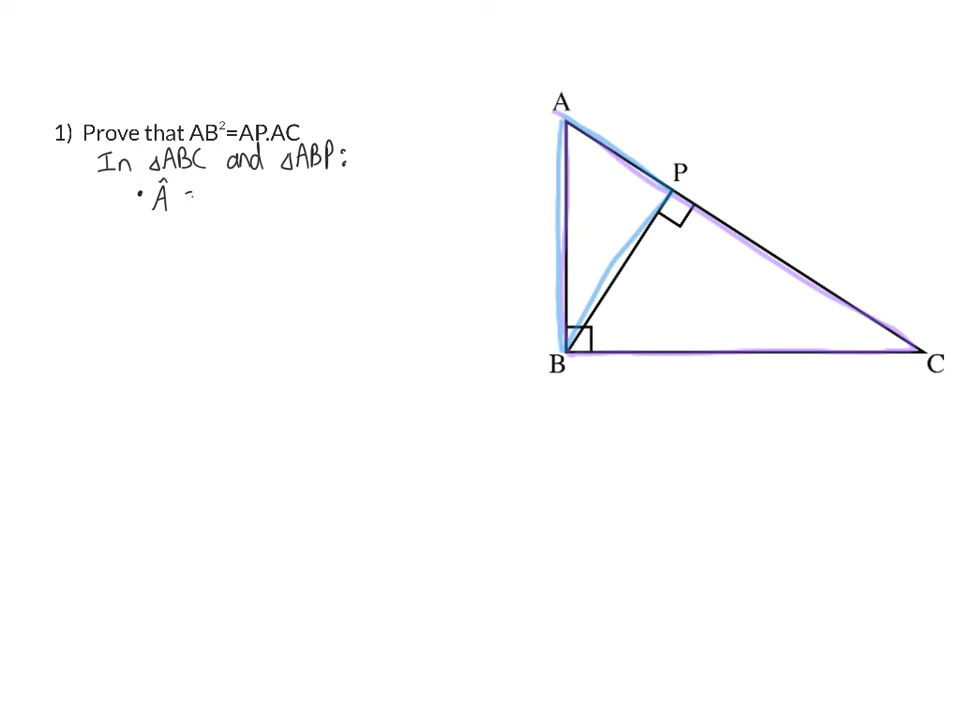 1) Prove that AB²=AP.AC
In △ABC and △ABP:
• Â =
A
P
B
C